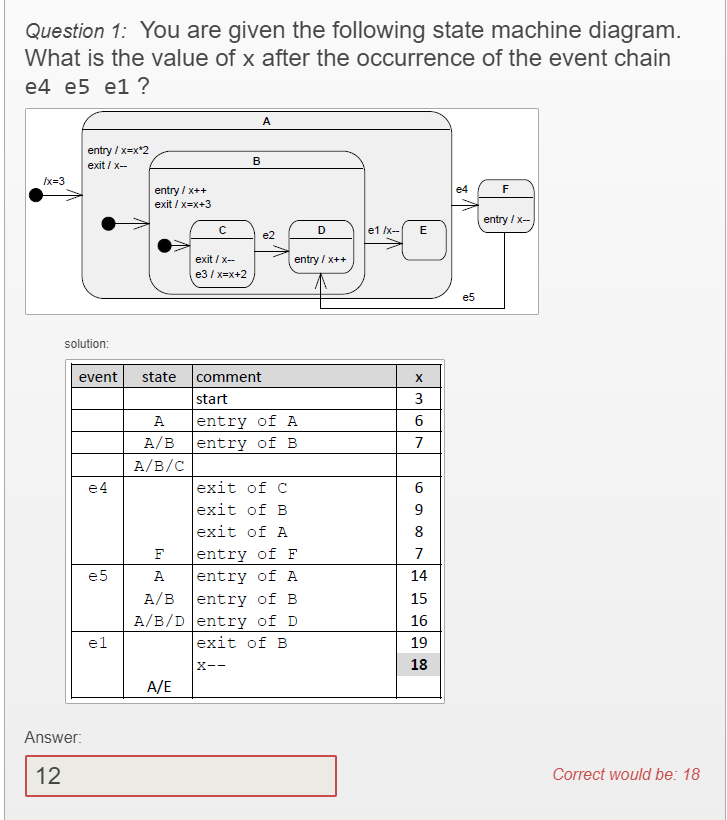 Question 1: You are given the following state machine diagram.
What is the value of x after the occurrence of the event chain
e4 e5 e1 ?
A
entry / x=x*2
exit / x--
B
/x=3
entry / x++
exit / x=x+3
e4
F
entry / x--
C
e2
D
e1 /x--
E
exit / x--
e3 / x=x+2
entry / x++
e5
solution:
event state comment x
start 3
A entry of A 6
A/B entry of B 7
A/B/C
e4 exit of C 6
exit of B 9
exit of A 8
F entry of F 7
e5 A entry of A 14
A/B entry of B 15
A/B/D entry of D 16
e1 exit of B 19
x-- 18
A/E
Answer:
12
Correct would be: 18